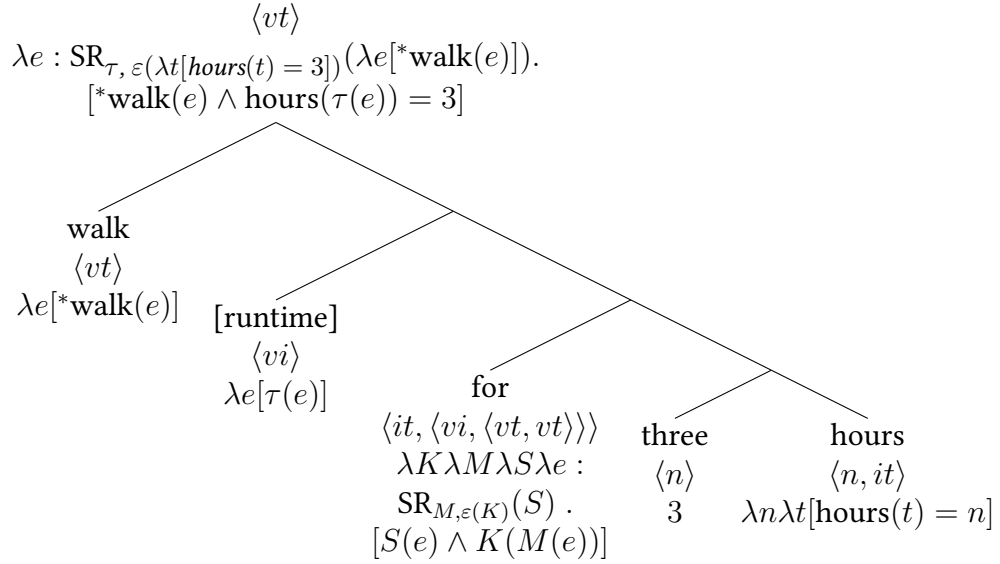 ⟨vt⟩
λe : SR_{τ, ε(λt[hours(t) = 3])}(λe[*walk(e)]).
[*walk(e) ∧ hours(τ(e)) = 3]
walk
⟨vt⟩
λe[*walk(e)]
[runtime]
⟨vi⟩
λe[τ(e)]
for
⟨it, ⟨vi, ⟨vt, vt⟩⟩⟩
λKλMλSλe :
SR_{M,ε(K)}(S) .
[S(e) ∧ K(M(e))]
three
⟨n⟩
3
hours
⟨n, it⟩
λnλt[hours(t) = n]